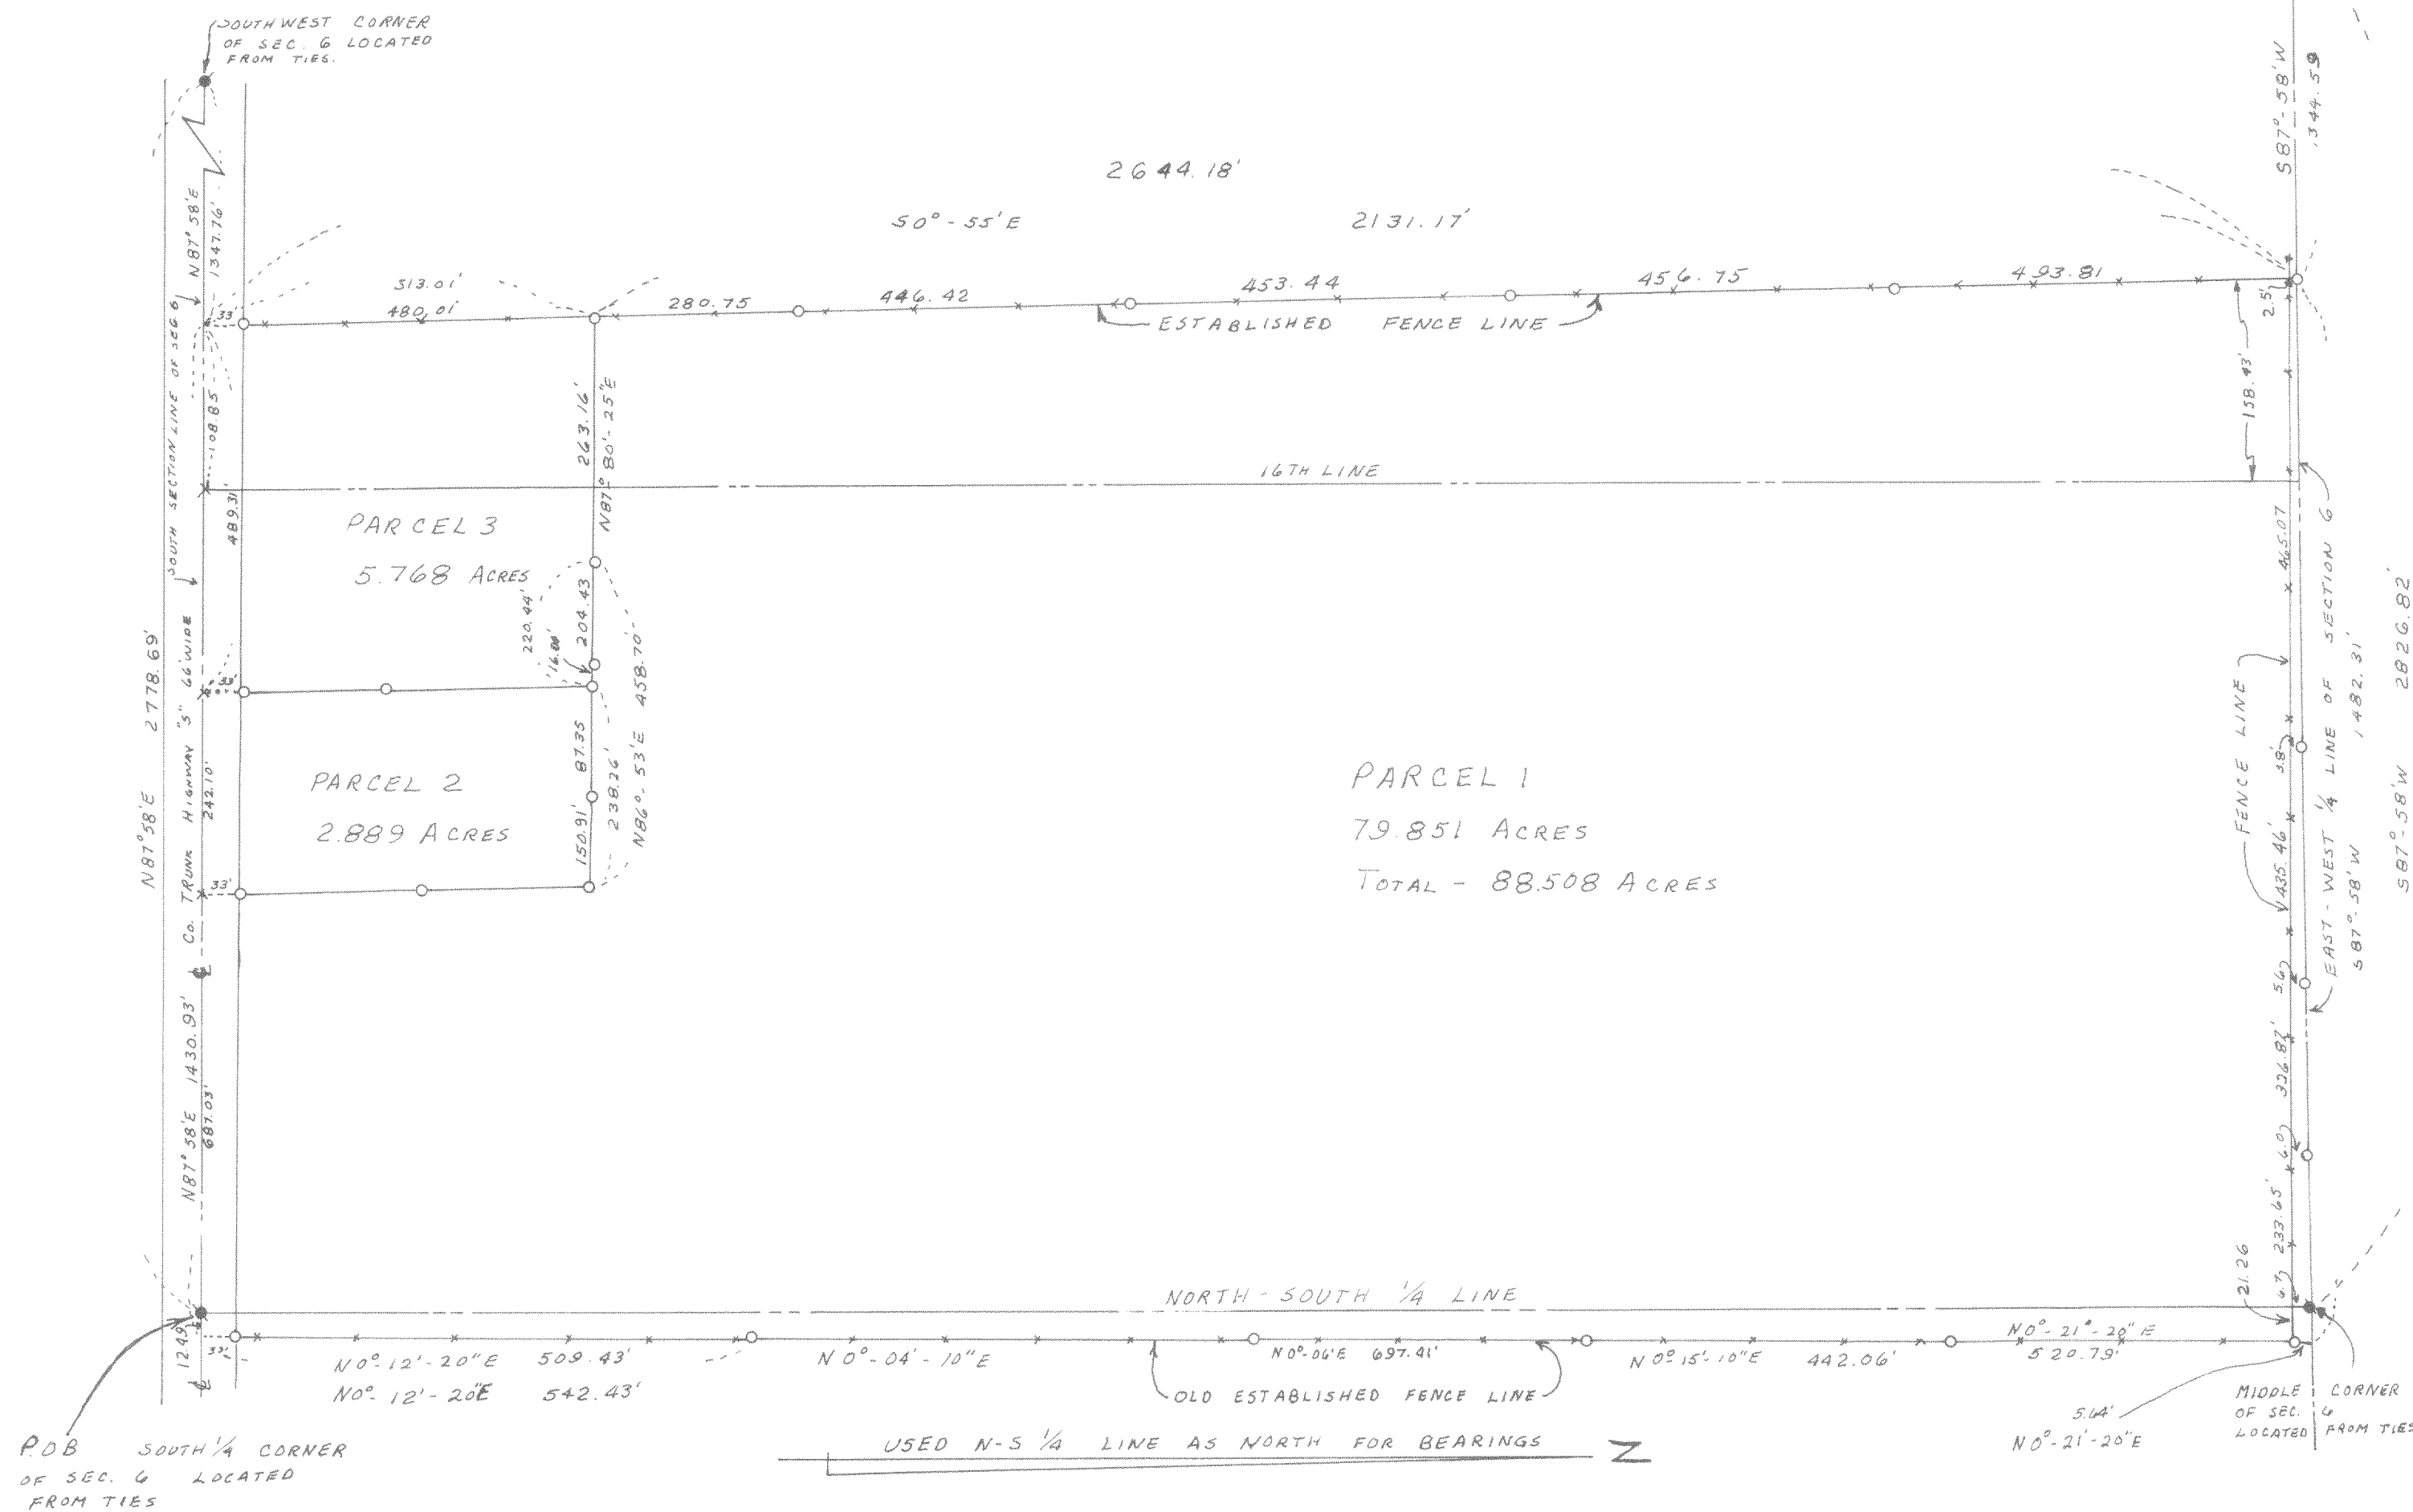 SOUTHWEST CORNER
OF SEC. 6 LOCATED
FROM TIES.
2644.18'
S0°-55'E 2131.17'
S87°-58'W
N87°58'E
1347.76'
33'
513.01'
480.01'
280.75
446.42
453.44
456.75
493.81
ESTABLISHED FENCE LINE
2.5'
158.43'
108.85
SOUTH SECTION LINE OF SEC 6
489.31'
263.16'
N87°-80'-25"E
16TH LINE
PARCEL 3
5.768 ACRES
220.44'
204.43
N86°-53'E 458.70'
33'
PARCEL 2
2.889 ACRES
242.10'
87.35
238.26'
150.91'
33'
PARCEL 1
79.851 ACRES
TOTAL - 88.508 ACRES
N87°58'E 2778.69'
CO. TRUNK HIGHWAY "S" 66' WIDE
N87°58'E 1430.93'
687.03'
465.07
FENCE LINE
3.8'
435.46'
5.6
326.87'
6.0
233.65'
6.7
21.26
EAST-WEST 1/4 LINE OF SECTION 6
S87°-58'W 1482.31'
S87°-58'W 2826.82'
NORTH-SOUTH 1/4 LINE
12.49
33'
N0°-12'-20"E 509.43'
N0°-04'-10"E
N0°-06'E 697.41'
N0°15'-10"E 442.06'
N0°-21'-20"E
520.79'
N0°-12'-20"E 542.43'
OLD ESTABLISHED FENCE LINE
USED N-S 1/4 LINE AS NORTH FOR BEARINGS
N
5.64'
N0°-21'-20"E
MIDDLE CORNER
OF SEC. 6
LOCATED FROM TIES
P.O.B SOUTH 1/4 CORNER
OF SEC. 6 LOCATED
FROM TIES